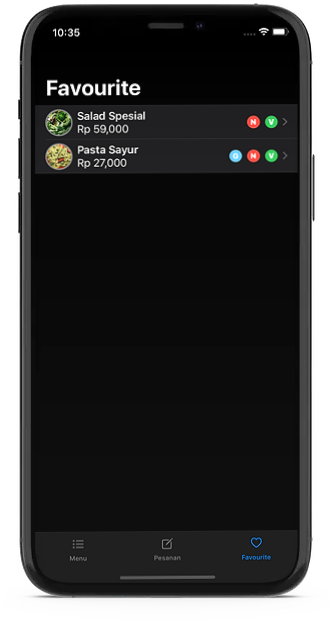 10:35
Favourite
Salad Spesial
Rp 59,000
N V
Pasta Sayur
Rp 27,000
G N V
Menu
Pesanan
Favourite